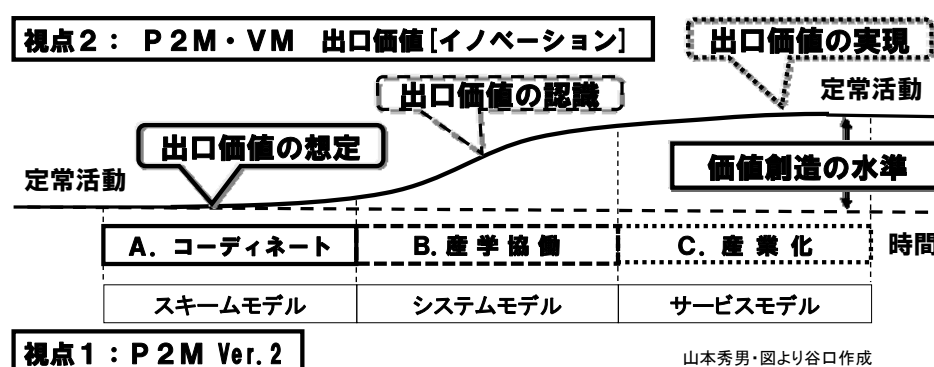 視点2： P2M・VM 出口価値[イノベーション]
出口価値の実現
定常活動
出口価値の認識
出口価値の想定
定常活動
価値創造の水準
A. コーディネート
B.産学協働
C. 産業化
時間
スキームモデル
システムモデル
サービスモデル
視点1：P2M Ver.2
山本秀男・図より谷口作成